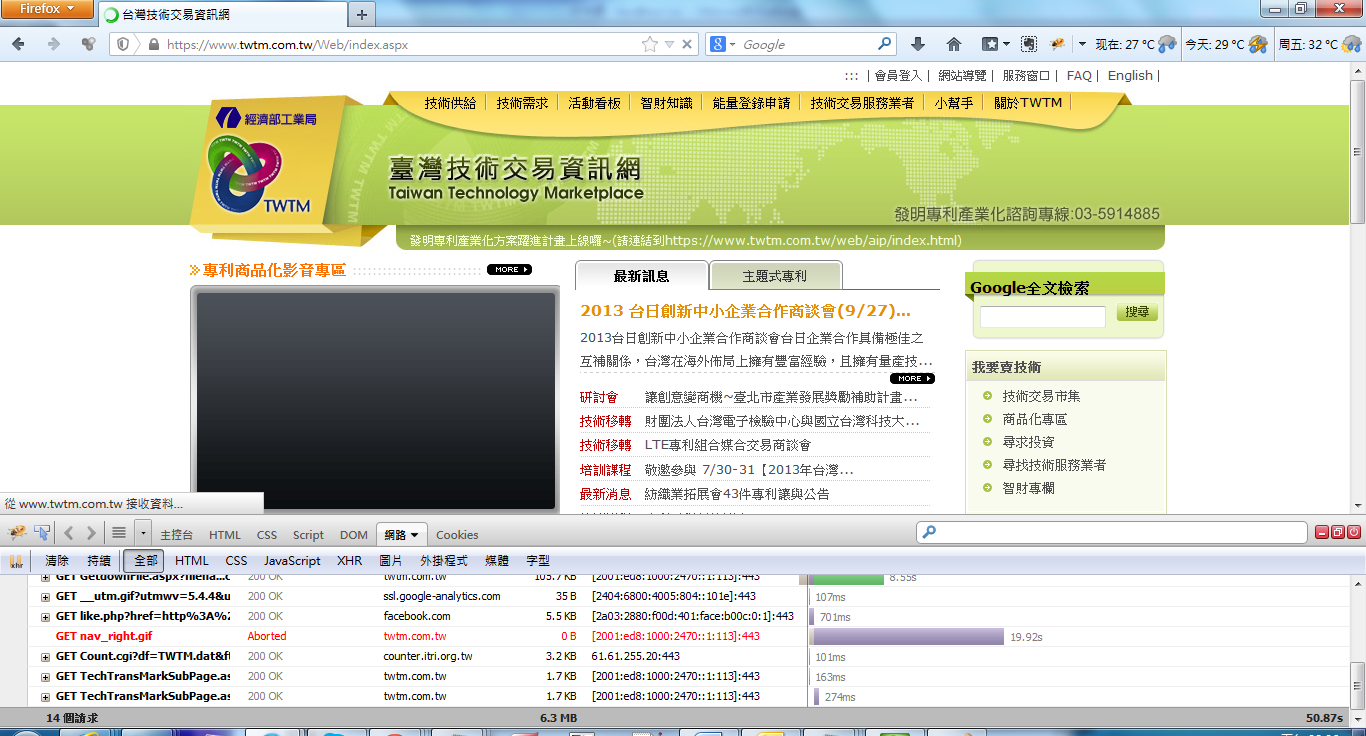 Firefox
台灣技術交易資訊網
https://www.twtm.com.tw/Web/index.aspx
Google
现在: 27 °C
今天: 29 °C
周五: 32 °C
::: | 會員登入 | 網站導覽 | 服務窗口 | FAQ | English |
技術供給 技術需求 活動看板 智財知識 能量登錄申請 技術交易服務業者 小幫手 關於TWTM
經濟部工業局
TWTM
臺灣技術交易資訊網
Taiwan Technology Marketplace
發明專利產業化諮詢專線:03-5914885
發明專利產業化方案躍進計畫上線囉~(請連結到https://www.twtm.com.tw/web/aip/index.html)
專利商品化影音專區
MORE
最新訊息
主題式專利
2013 台日創新中小企業合作商談會(9/27)...
2013台日創新中小企業合作商談會台日企業合作具備極佳之
互補關係，台灣在海外佈局上擁有豐富經驗，且擁有量產技...
MORE
研討會 讓創意變商機~臺北市產業發展獎勵補助計畫...
技術移轉 財團法人台灣電子檢驗中心與國立台灣科技大...
技術移轉 LTE專利組合媒合交易商談會
培訓課程 敬邀參與 7/30-31【2013年台灣...
最新消息 紡織業拓展會43件專利讓與公告
Google全文檢索
搜尋
我要賣技術
技術交易市集
商品化專區
尋求投資
尋找技術服務業者
智財專欄
從 www.twtm.com.tw 接收資料...
主控台 HTML CSS Script DOM 網路 Cookies
清除 持續 全部 HTML CSS JavaScript XHR 圖片 外掛程式 媒體 字型
GET GetdownFile.aspx?filena...c 200 OK twtm.com.tw 105.7 KB [2001:ed8:1000:2470::1:113]:443 8.55s
GET __utm.gif?utmwv=5.4.4&u 200 OK ssl.google-analytics.com 35 B [2404:6800:4005:804::101e]:443 107ms
GET like.php?href=http%3A%2 200 OK facebook.com 5.5 KB [2a03:2880:f00d:401:face:b00c:0:1]:443 701ms
GET nav_right.gif Aborted twtm.com.tw 0 B [2001:ed8:1000:2470::1:113]:443 19.92s
GET Count.cgi?df=TWTM.dat&ft 200 OK counter.itri.org.tw 3.2 KB 61.61.255.20:443 101ms
GET TechTransMarkSubPage.as 200 OK twtm.com.tw 1.7 KB [2001:ed8:1000:2470::1:113]:443 163ms
GET TechTransMarkSubPage.as 200 OK twtm.com.tw 1.7 KB [2001:ed8:1000:2470::1:113]:443 274ms
14 個請求 6.3 MB 50.87s